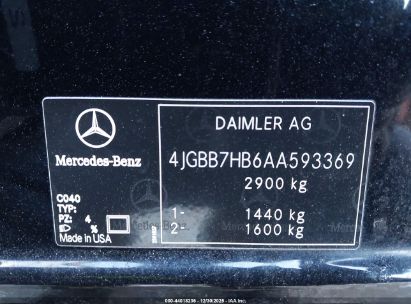 DAIMLER AG
4JGBB7HB6AA593369
2900 kg
1- 1440 kg
2- 1600 kg
Mercedes-Benz
C040
TYP:
PZ: 4
%
Made in USA